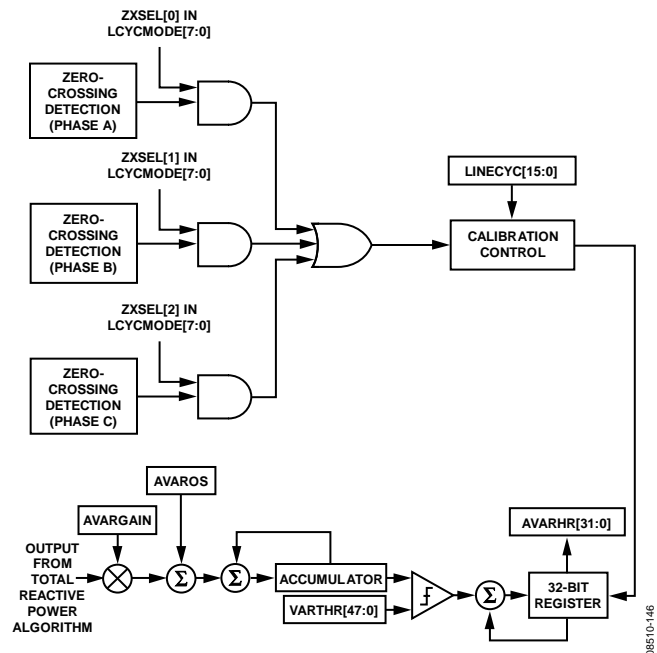 ZXSEL[0] IN
LCYCMODE[7:0]
ZERO-
CROSSING
DETECTION
(PHASE A)
ZXSEL[1] IN
LCYCMODE[7:0]
ZERO-
CROSSING
DETECTION
(PHASE B)
LINECYC[15:0]
CALIBRATION
CONTROL
ZXSEL[2] IN
LCYCMODE[7:0]
ZERO-
CROSSING
DETECTION
(PHASE C)
AVAROS
AVARGAIN
AVARHR[31:0]
OUTPUT
FROM
TOTAL
REACTIVE
POWER
ALGORITHM
Σ
Σ
ACCUMULATOR
VARTHR[47:0]
Σ
32-BIT
REGISTER
08510-146